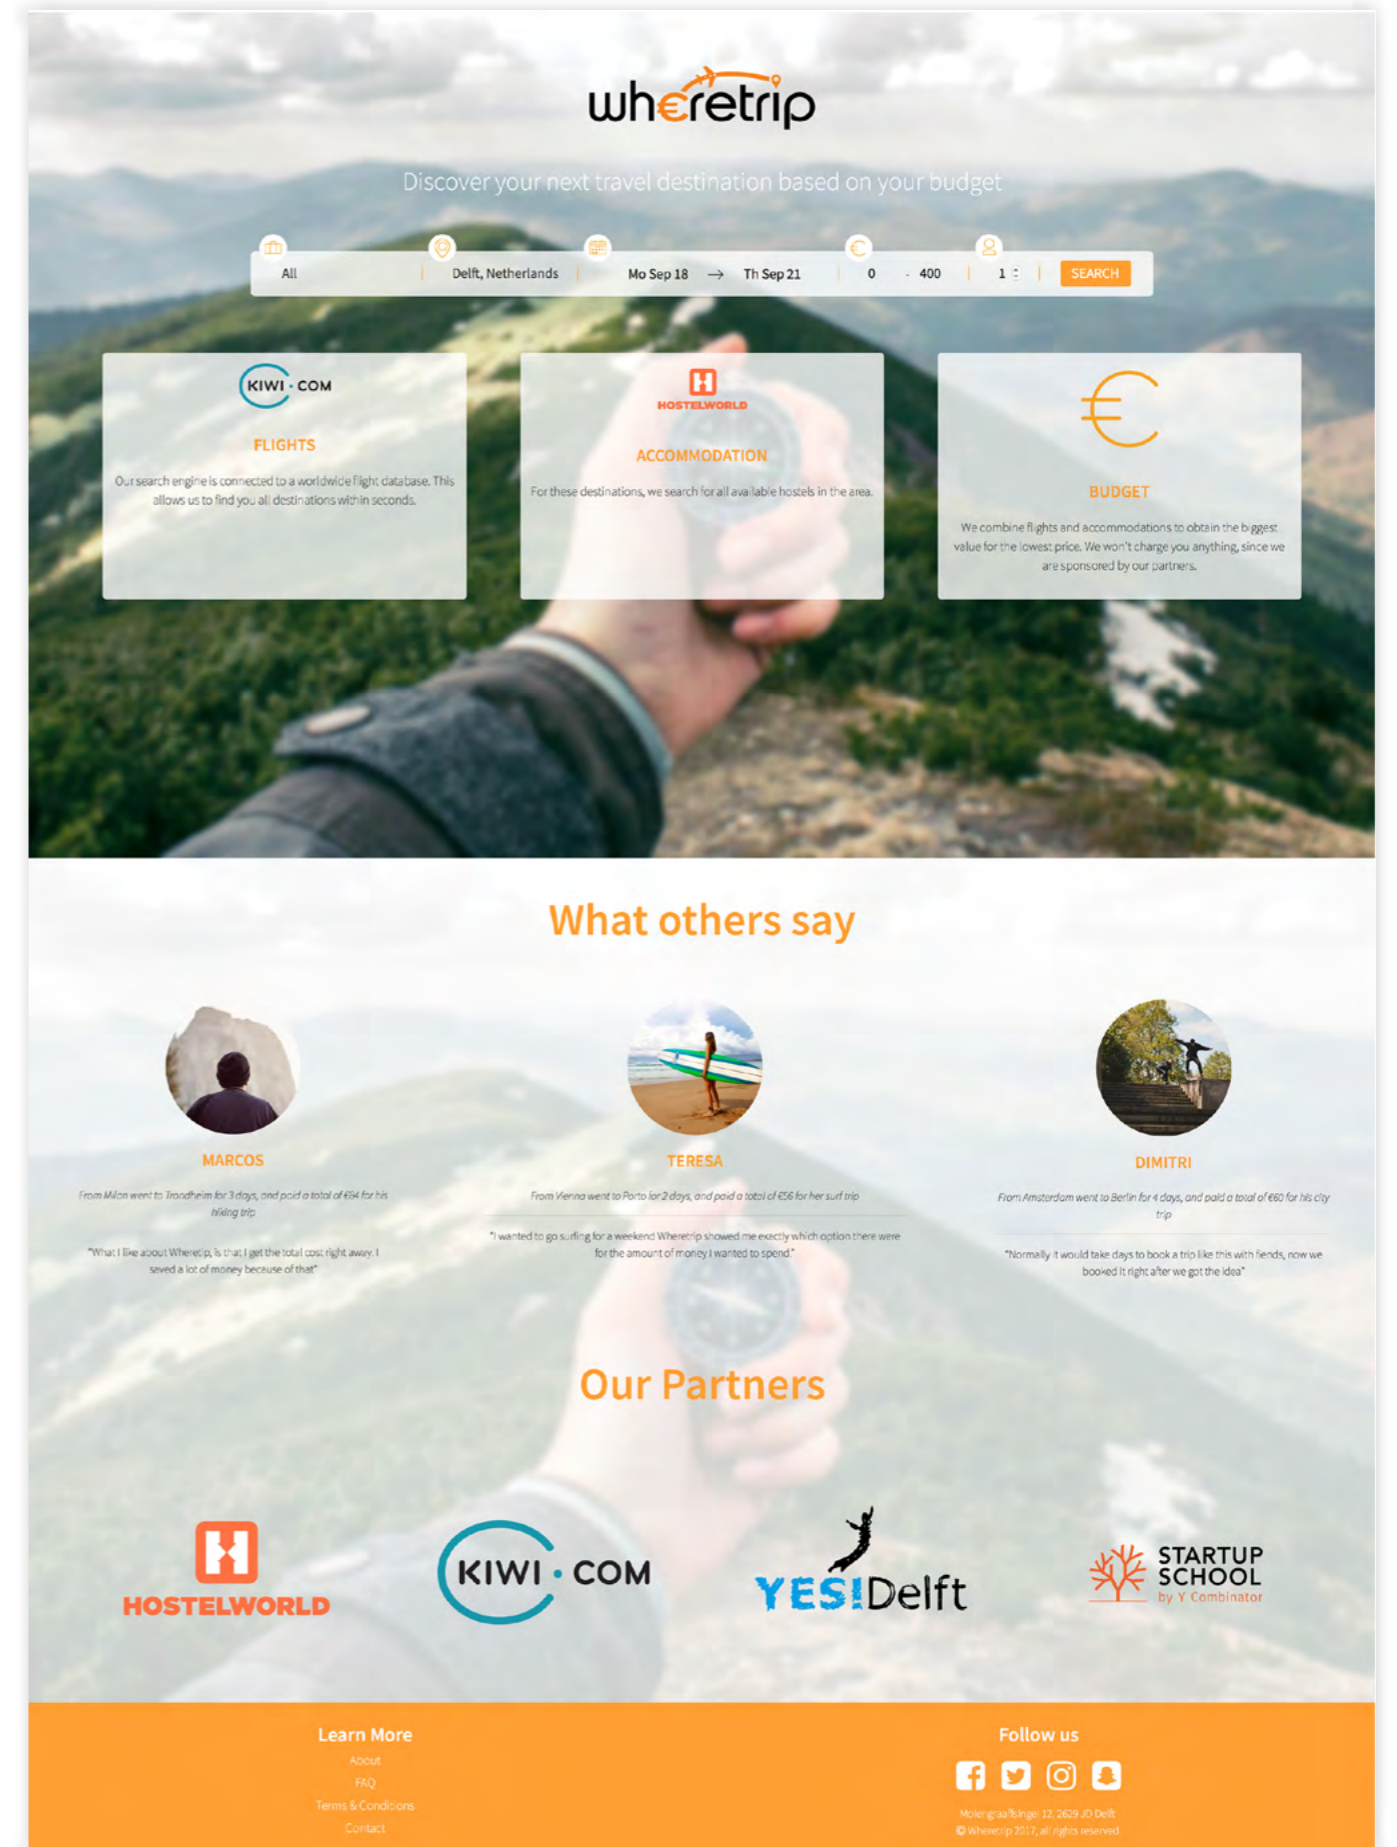 wheretrip
Discover your next travel destination based on your budget
All
Delft, Netherlands
Mo Sep 18 → Th Sep 21
0 - 400
1
SEARCH
KIWI·COM
FLIGHTS
Our search engine is connected to a worldwide flight database. This
allows us to find you all destinations within seconds.
HOSTELWORLD
ACCOMMODATION
For these destinations, we search for all available hostels in the area.
BUDGET
We combine flights and accommodations to obtain the biggest
value for the lowest price. We won't charge you anything, since we
are sponsored by our partners.
What others say
MARCOS
From Milan went to Trondheim for 3 days, and paid a total of €94 for his
hiking trip
"What I like about Wheretip, is that I get the total cost right away. I
saved a lot of money because of that"
TERESA
From Vienna went to Porto for 2 days, and paid a total of €56 for her surf trip
"I wanted to go surfing for a weekend Wheretrip showed me exactly which option there were
for the amount of money I wanted to spend."
DIMITRI
From Amsterdam went to Berlin for 4 days, and paid a total of €60 for his city
trip
"Normally it would take days to book a trip like this with fiends, now we
booked it right after we got the idea"
Our Partners
HOSTELWORLD
KIWI·COM
YES!Delft
STARTUP
SCHOOL
by Y Combinator
Learn More
About
FAQ
Terms & Conditions
Contact
Follow us
Molengraaffsingel 12, 2629 JD Delft
© Wheretrip 2017, all rights reserved